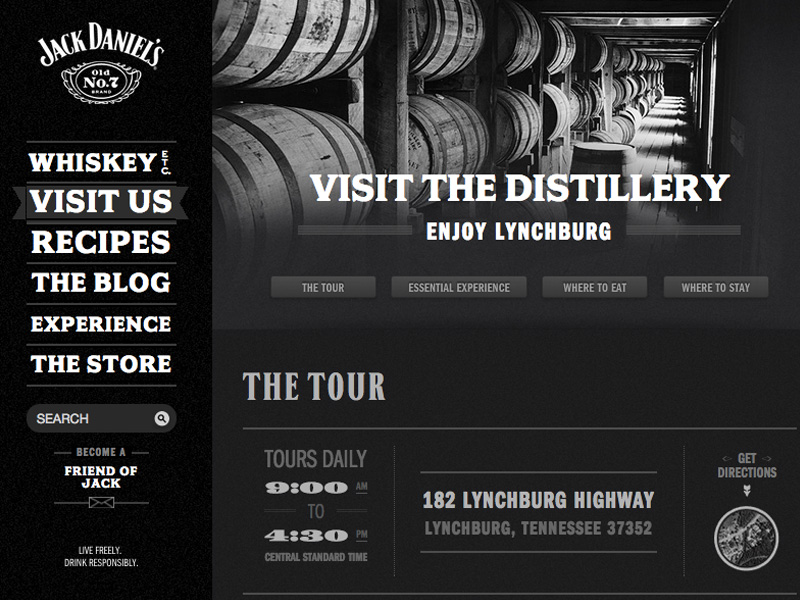 JACK DANIEL'S
Old
No.7
BRAND
WHISKEY ETC.
VISIT US
RECIPES
THE BLOG
EXPERIENCE
THE STORE
SEARCH
BECOME A
FRIEND OF
JACK
LIVE FREELY.
DRINK RESPONSIBLY.
VISIT THE DISTILLERY
ENJOY LYNCHBURG
THE TOUR
ESSENTIAL EXPERIENCE
WHERE TO EAT
WHERE TO STAY
THE TOUR
TOURS DAILY
9:00 AM
TO
4:30 PM
CENTRAL STANDARD TIME
182 LYNCHBURG HIGHWAY
LYNCHBURG, TENNESSEE 37352
GET
DIRECTIONS